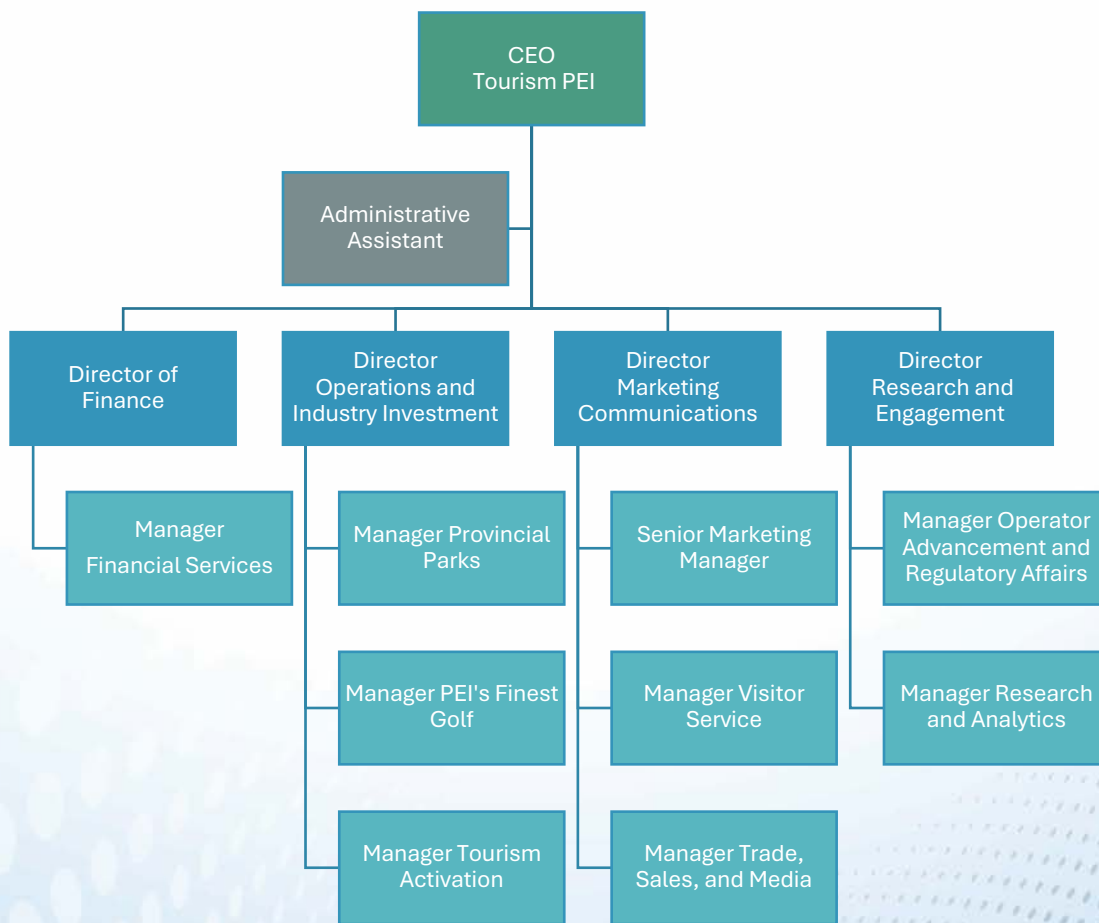 CEO
Tourism PEI
Administrative
Assistant
Director of
Finance
Director
Operations and
Industry Investment
Director
Marketing
Communications
Director
Research and
Engagement
Manager
Financial Services
Manager Provincial
Parks
Senior Marketing
Manager
Manager Operator
Advancement and
Regulatory Affairs
Manager PEI's Finest
Golf
Manager Visitor
Service
Manager Research
and Analytics
Manager Tourism
Activation
Manager Trade,
Sales, and Media